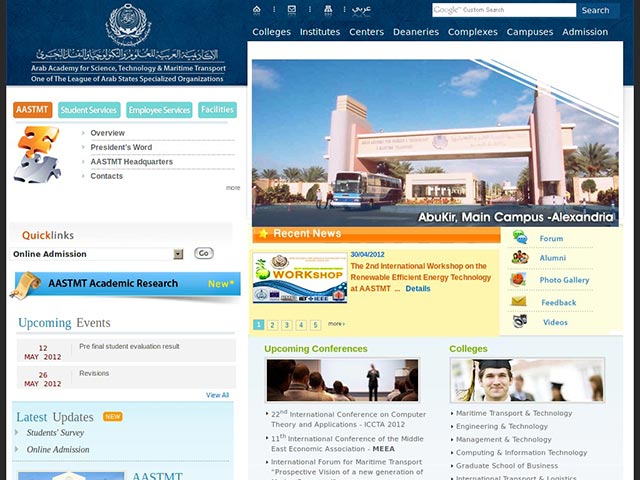 الأكاديمية العربية للعلوم والتكنولوجيا والنقل البحري
Arab Academy for Science, Technology & Maritime Transport
One of The League of Arab States Specialized Organizations
عربي
Google™ Custom Search
Search
Colleges Institutes Centers Deaneries Complexes Campuses Admission
AASTMT
Student Services
Employee Services
Facilities
Overview
President's Word
AASTMT Headquarters
Contacts
more
Quicklinks
Online Admission
Go
AASTMT Academic Research
New*
Upcoming Events
12
MAY 2012
Pre final student evaluation result
26
MAY 2012
Revisions
View All
Latest Updates NEW
Students' Survey
Online Admission
AASTMT
AbuKir, Main Campus -Alexandria
Recent News
WORKSHOP
IEEE
30/04/2012
The 2nd International Workshop on the
Renewable Efficient Energy Technology
at AASTMT ... Details
1 2 3 4 5 more ›
Forum
Alumni
Photo Gallery
Feedback
Videos
Upcoming Conferences
22nd International Conference on Computer
Theory and Applications - ICCTA 2012
11th International Conference of the Middle
East Economic Association - MEEA
International Forum for Maritime Transport
"Prospective Vision of a new generation of
Colleges
Maritime Transport & Technology
Engineering & Technology
Management & Technology
Computing & Information Technology
Graduate School of Business
International Transport & Logistics